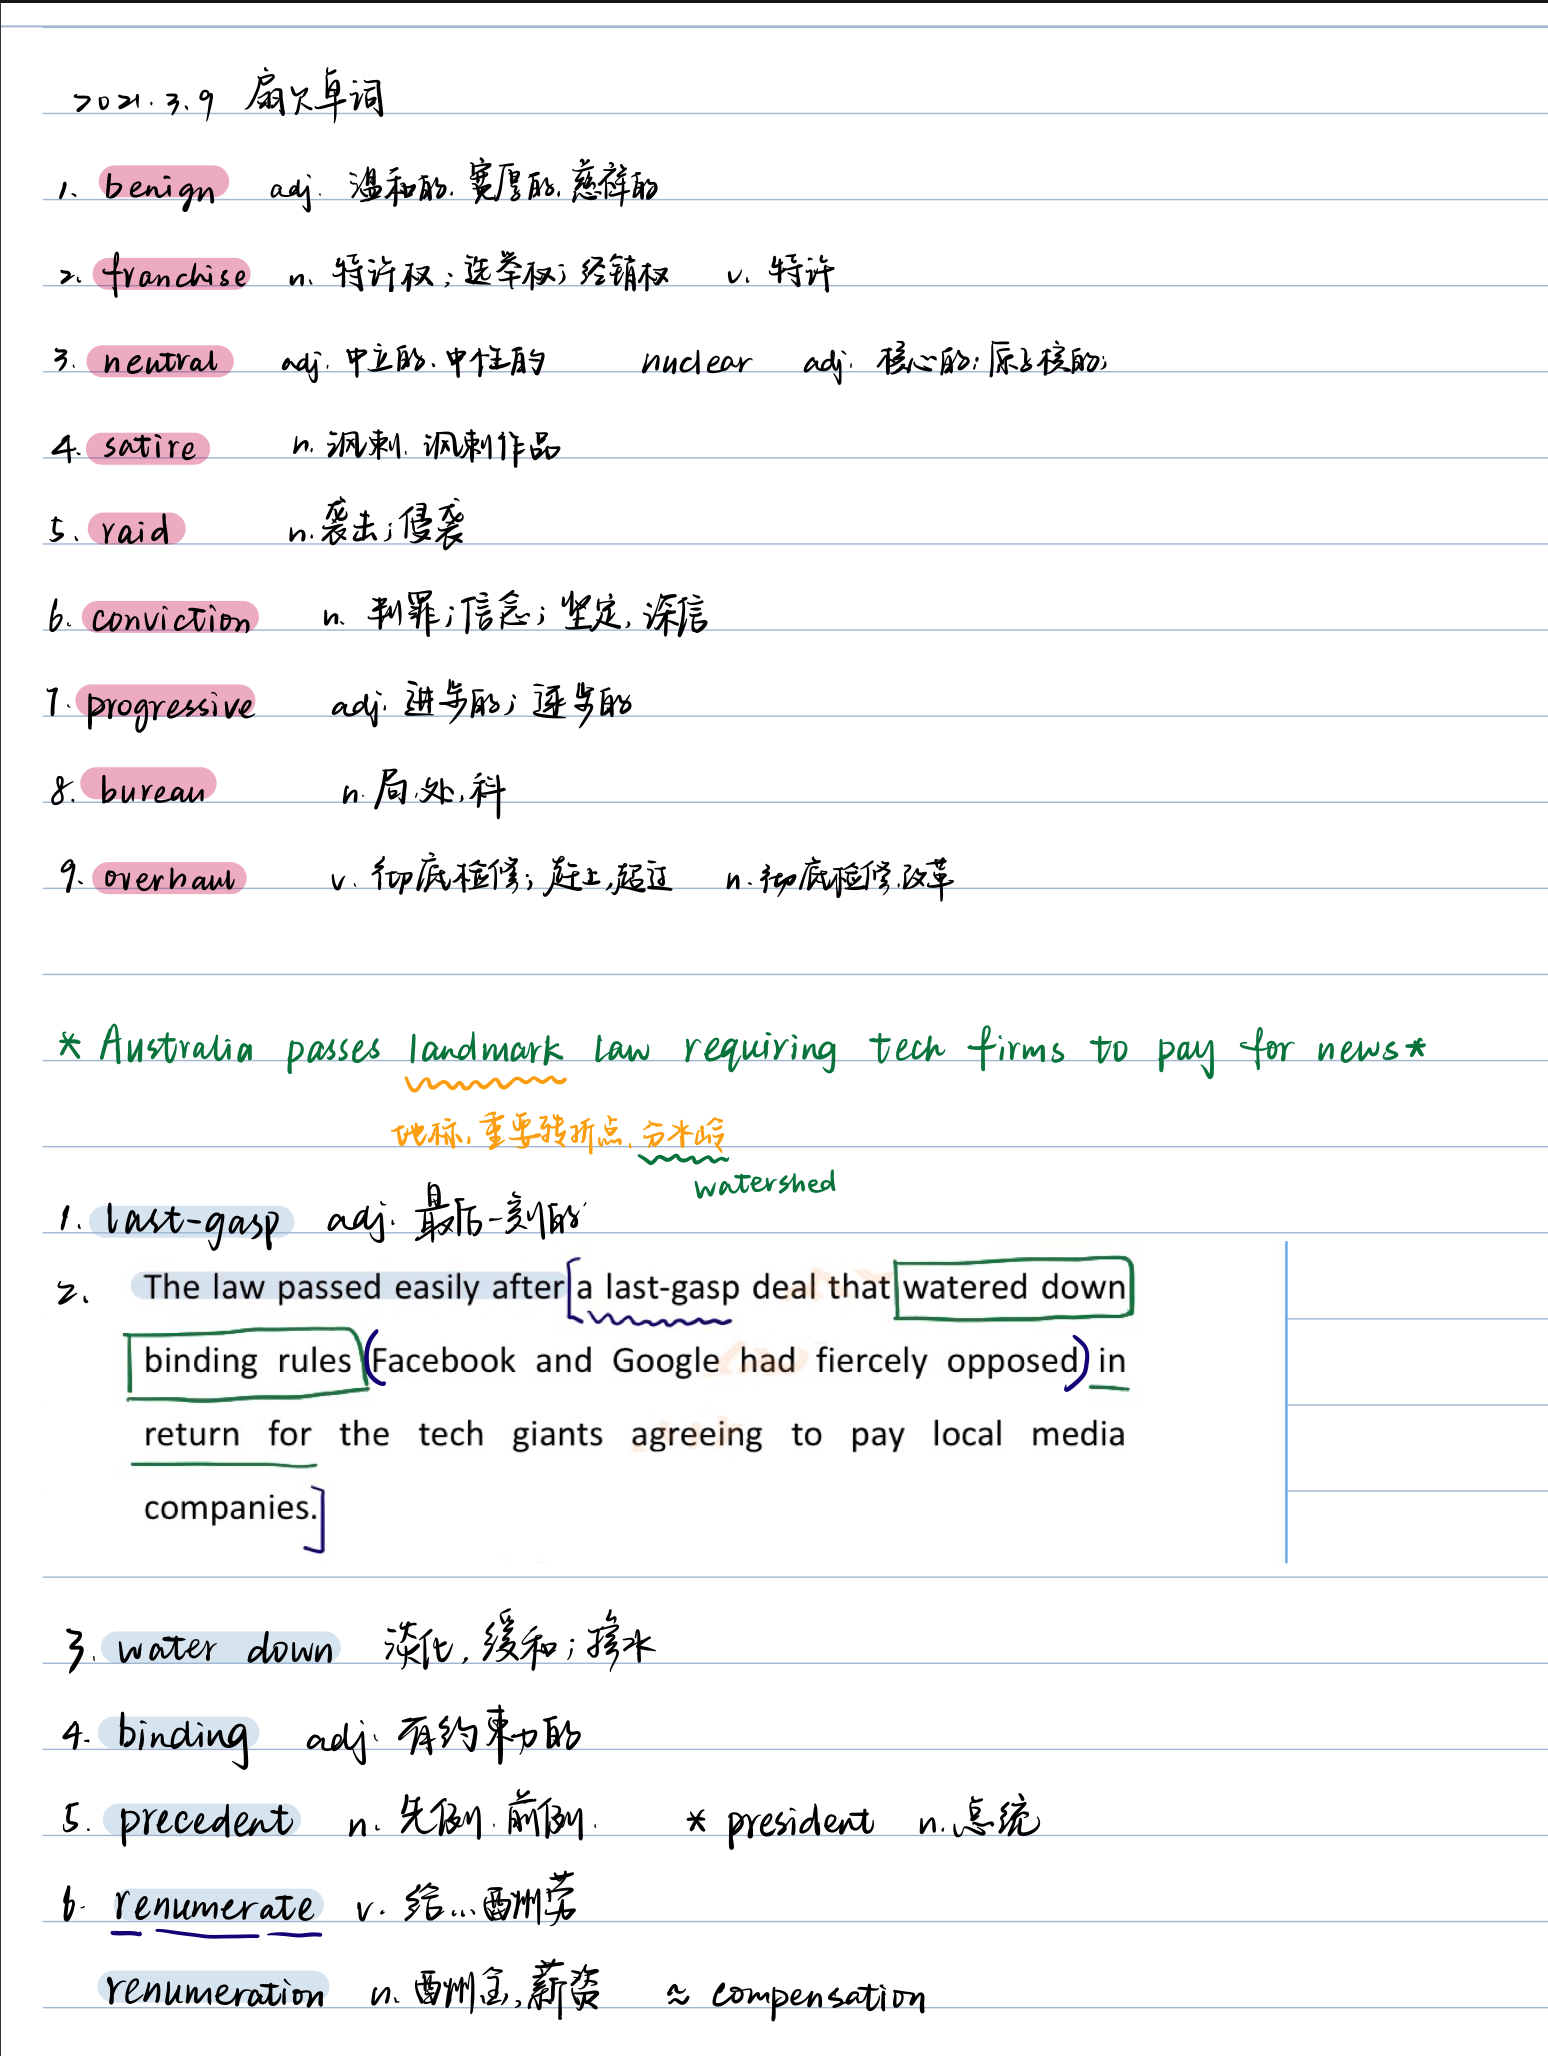 2021.3.9 扇贝单词
1. benign adj. 温和的.宽厚的.慈祥的
2. franchise n. 特许权；选举权；经销权 v. 特许
3. neutral adj. 中立的.中性的 nuclear adj. 核心的；原子核的；
4. satire n. 讽刺.讽刺作品
5. raid n. 袭击；侵袭
6. conviction n. 判罪；信念；坚定,深信
7. progressive adj. 进步的；逐步的
8. bureau n. 局,处,科
9. overhaul v. 彻底检修；赶上,超过 n. 彻底检修.改革
* Australia passes landmark law requiring tech firms to pay for news *
地标,重要转折点.分水岭
watershed
1. last-gasp adj. 最后一刻的
2. The law passed easily after [a last-gasp deal that watered down
binding rules (Facebook and Google had fiercely opposed) in
return for the tech giants agreeing to pay local media
companies.]
3. water down 淡化,缓和；掺水
4. binding adj. 有约束力的
5. precedent n. 先例.前例. * president n. 总统
6. renumerate v. 给...酬劳
renumeration n. 酬金,薪资 ≈ compensation